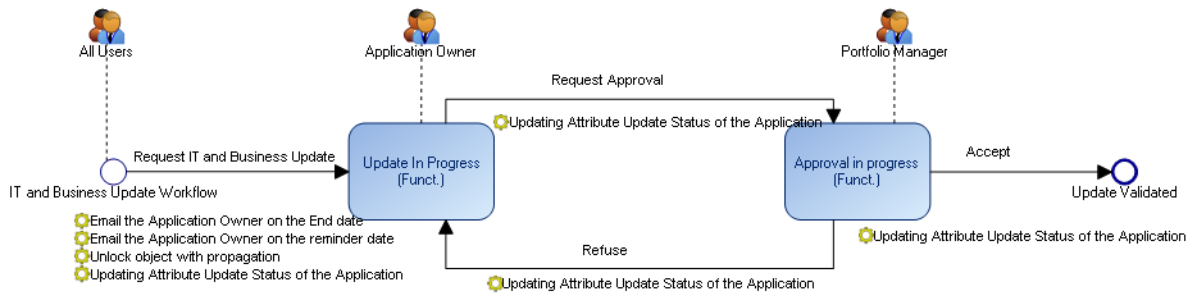 All Users
Application Owner
Portfolio Manager
Request Approval
Updating Attribute Update Status of the Application
Request IT and Business Update
Update In Progress
(Funct.)
Approval in progress
(Funct.)
Accept
IT and Business Update Workflow
Update Validated
Email the Application Owner on the End date
Email the Application Owner on the reminder date
Unlock object with propagation
Updating Attribute Update Status of the Application
Refuse
Updating Attribute Update Status of the Application
Updating Attribute Update Status of the Application